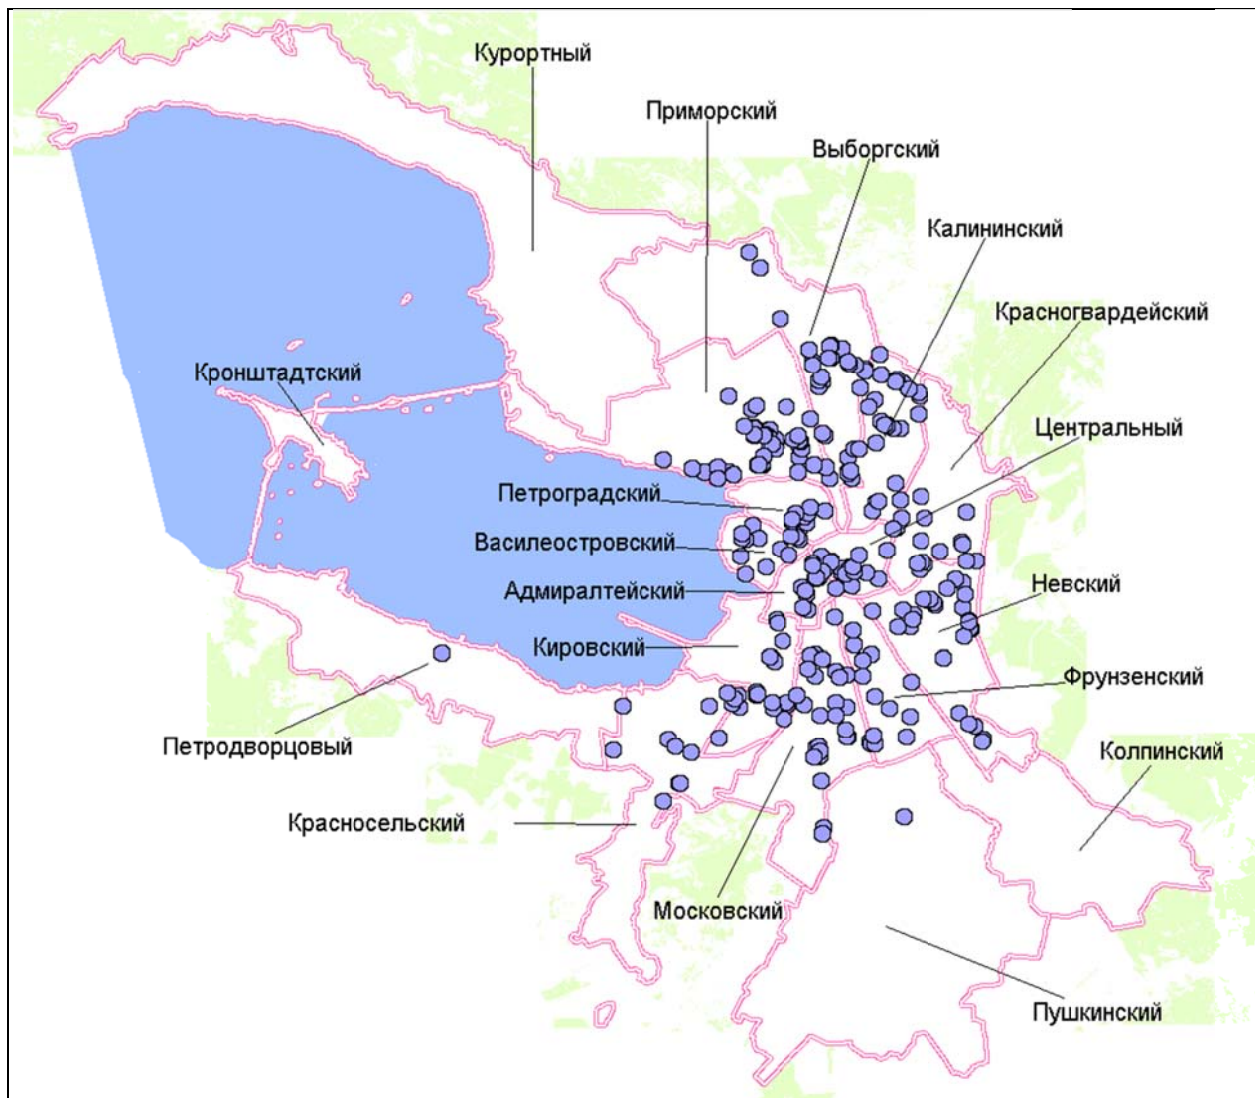 Курортный
Приморский
Выборгский
Калининский
Красногвардейский
Кронштадтский
Центральный
Петроградский
Василеостровский
Адмиралтейский
Невский
Кировский
Фрунзенский
Петродворцовый
Колпинский
Красносельский
Московский
Пушкинский